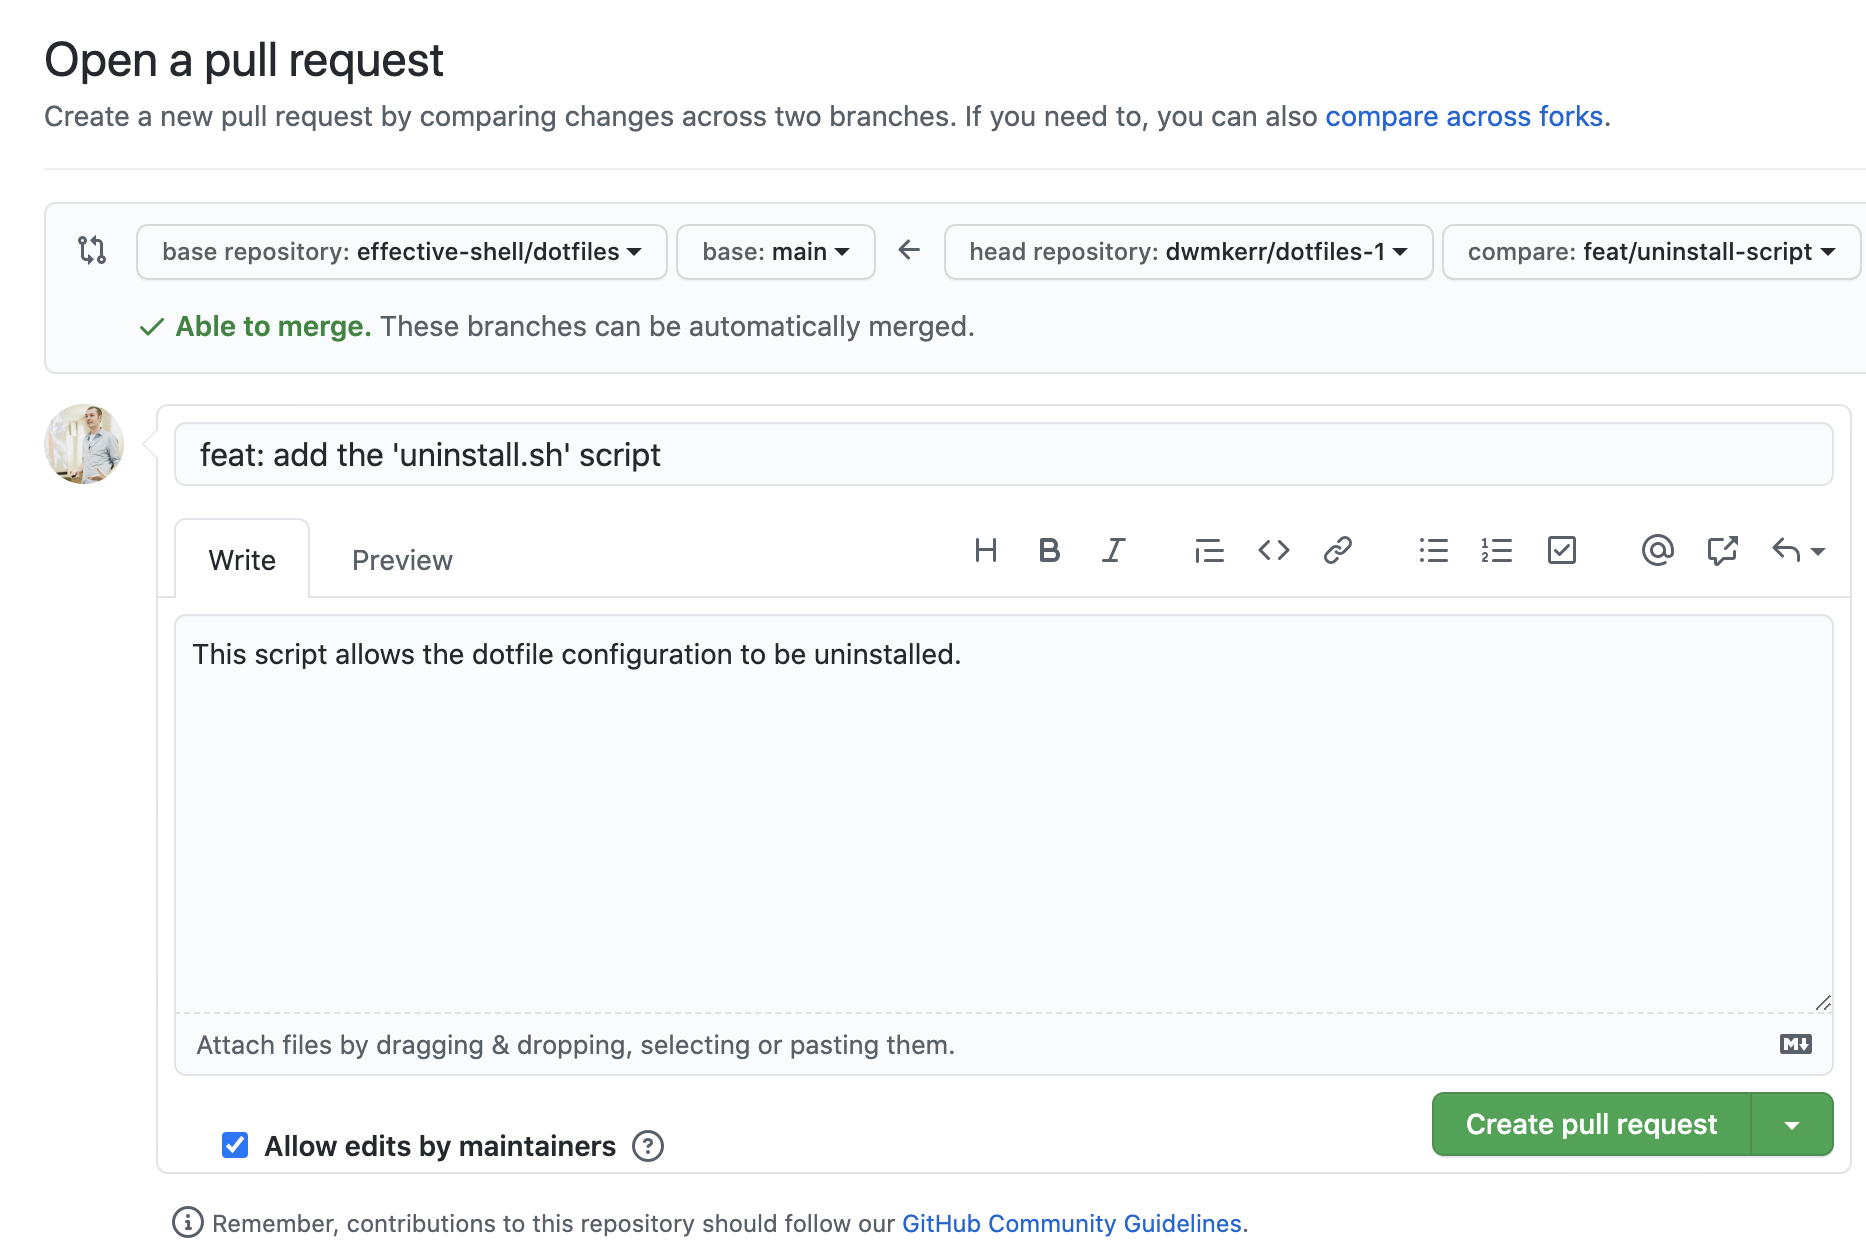 Open a pull request
Create a new pull request by comparing changes across two branches. If you need to, you can also compare across forks.
base repository: effective-shell/dotfiles base: main head repository: dwmkerr/dotfiles-1 compare: feat/uninstall-script
Able to merge. These branches can be automatically merged.
feat: add the 'uninstall.sh' script
Write Preview H B I
This script allows the dotfile configuration to be uninstalled.
Attach files by dragging & dropping, selecting or pasting them. M
Create pull request
Allow edits by maintainers ?
Remember, contributions to this repository should follow our GitHub Community Guidelines.